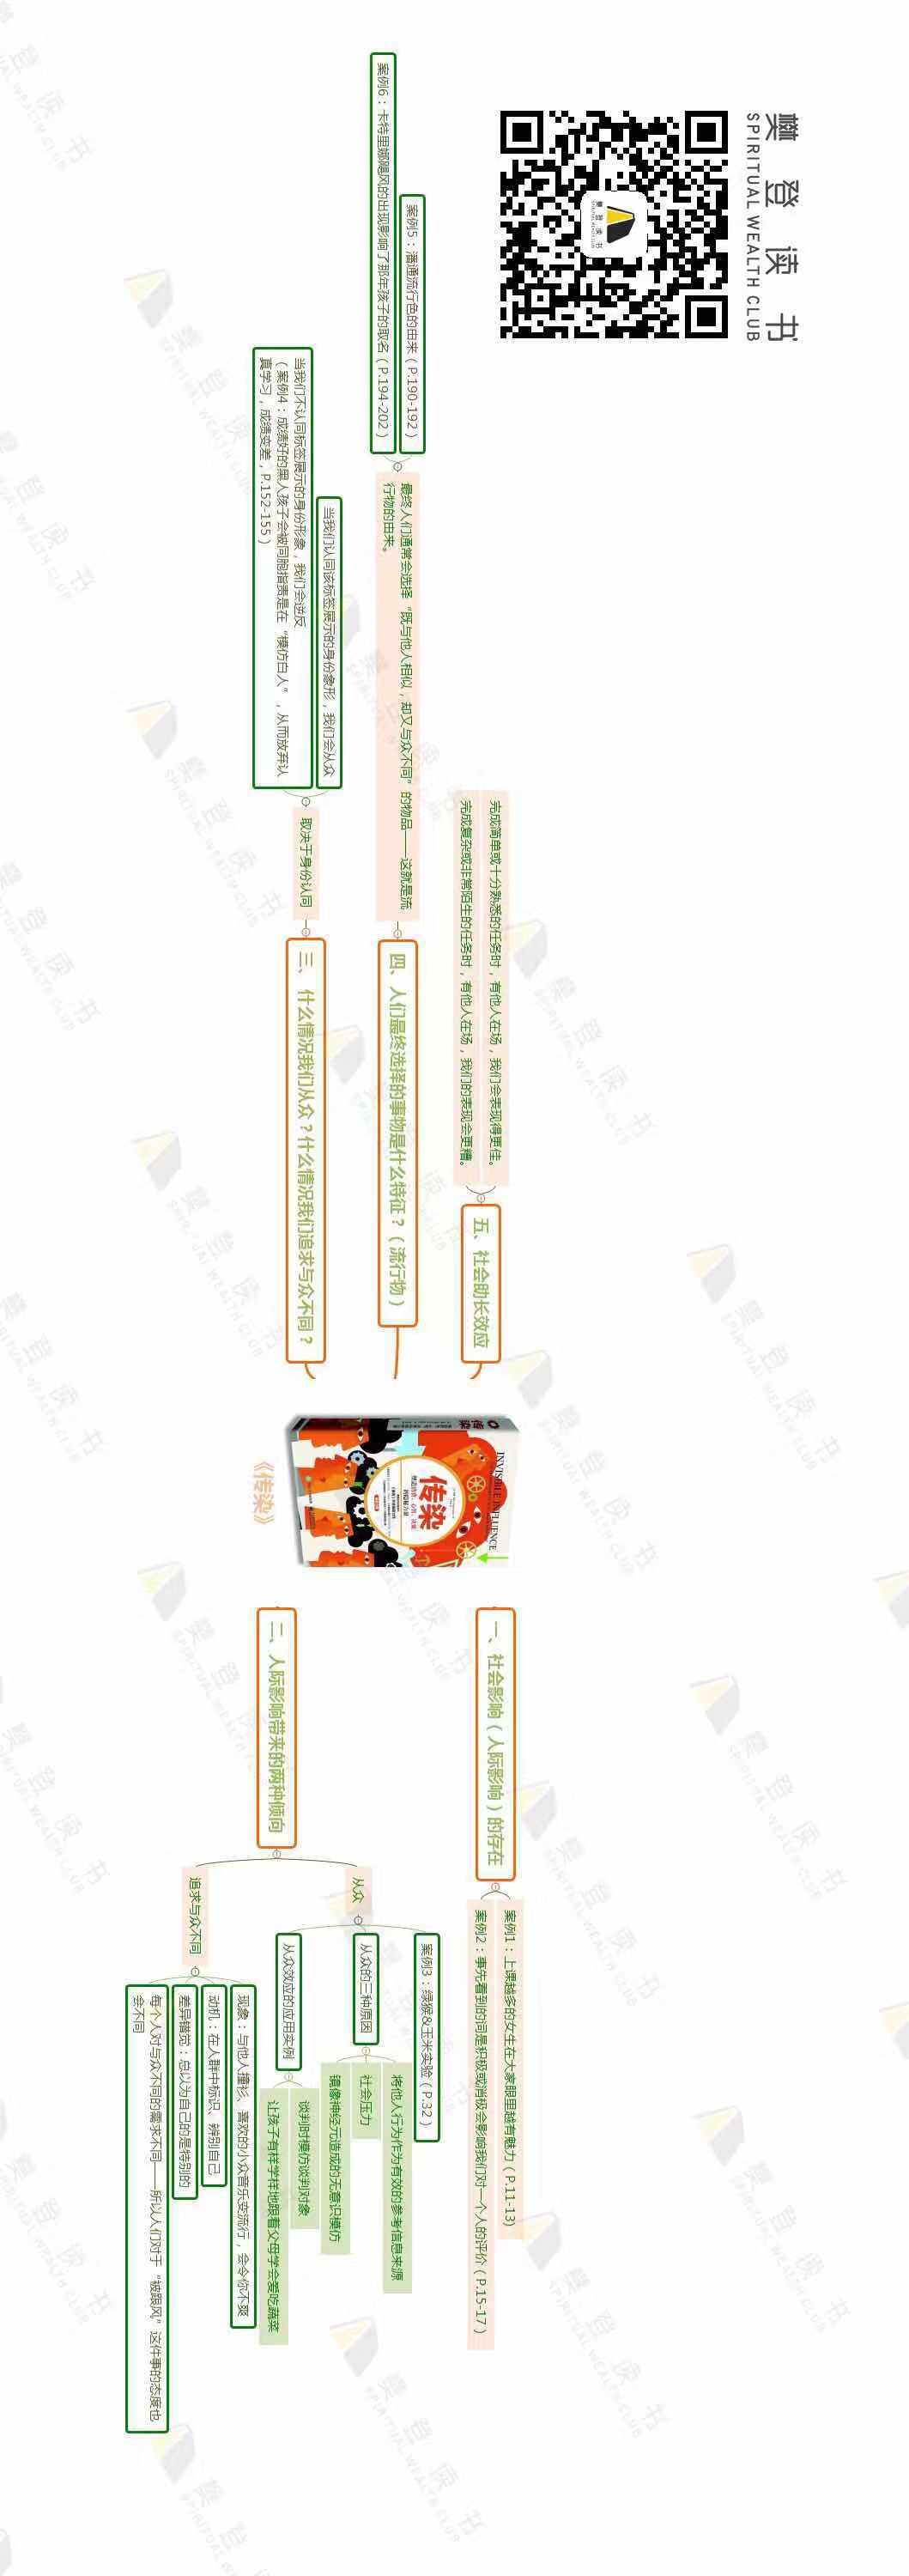 樊登读书
SPIRITUAL WEALTH CLUB
《传染》
INVISIBLE INFLUENCE
传染
一、社会影响（人际影响）的存在
案例1：上课越多的女生在大家眼里越有魅力（P.11-13）
案例2：事先看到的词是积极或消极会影响我们对一个人的评价（P.15-17）
二、人际影响带来的两种倾向
从众
案例3：绿猴&玉米实验（P.32）
从众的三种原因
将他人行为作为有效的参考信息来源
社会压力
镜像神经元造成的无意识模仿
从众效应的应用实例
谈判时模仿谈判对象
让孩子有样学样地跟着父母学会爱吃蔬菜
追求与众不同
现象：与他人撞衫、喜欢的小众音乐变流行，会令你不爽
动机：在人群中标识、辨别自己
差异错觉：总以为自己的是特别的
每个人对与众不同的需求不同——所以人们对于“被跟风”这件事的态度也
会不同
五、社会助长效应
完成简单或十分熟悉的任务时，有他人在场，我们会表现得更佳。
完成复杂或非常陌生的任务时，有他人在场，我们的表现会更糟。
四、人们最终选择的事物是什么特征？（流行物）
最终人们通常会选择“既与他人相似，却又与众不同”的物品——这就是流
行物的由来。
案例5：潘通流行色的由来（P.190-192）
案例6：卡特里娜飓风的出现影响了那年孩子的取名（P.194-202）
三、什么情况我们从众？什么情况我们追求与众不同？
取决于身份认同
当我们认同该标签展示的身份象形，我们会从众
当我们不认同标签展示的身份形象，我们会逆反
（案例4：成绩好的黑人孩子会被同胞指责是在“模仿白人”，从而放弃认
真学习，成绩变差，P.152-155）